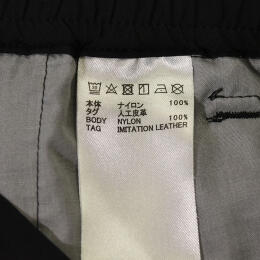 本体 ナイロン 100%
タグ 人工皮革
BODY NYLON 100%
TAG IMITATION LEATHER